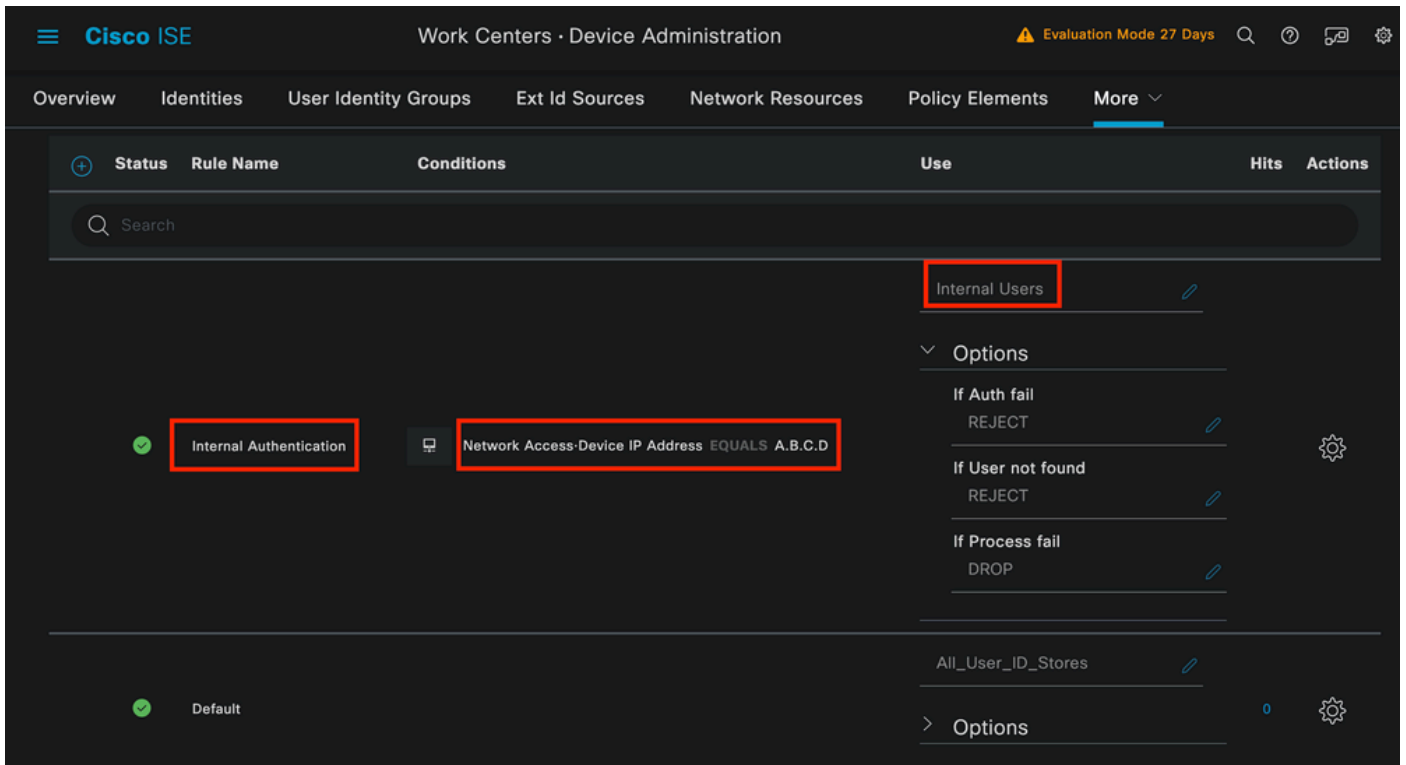 Cisco ISE
Work Centers · Device Administration
Evaluation Mode 27 Days
Overview Identities User Identity Groups Ext Id Sources Network Resources Policy Elements More
Status Rule Name Conditions Use Hits Actions
Search
Internal Users
Options
If Auth fail
REJECT
Internal Authentication Network Access·Device IP Address EQUALS A.B.C.D
If User not found
REJECT
If Process fail
DROP
All_User_ID_Stores
Default 0
Options